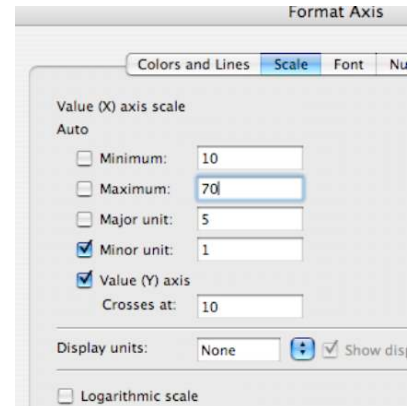 Format Axis
Colors and Lines Scale Font
Value (X) axis scale
Auto
Minimum: 10
Maximum: 70
Major unit: 5
Minor unit: 1
Value (Y) axis
Crosses at: 10
Display units: None Show
Logarithmic scale